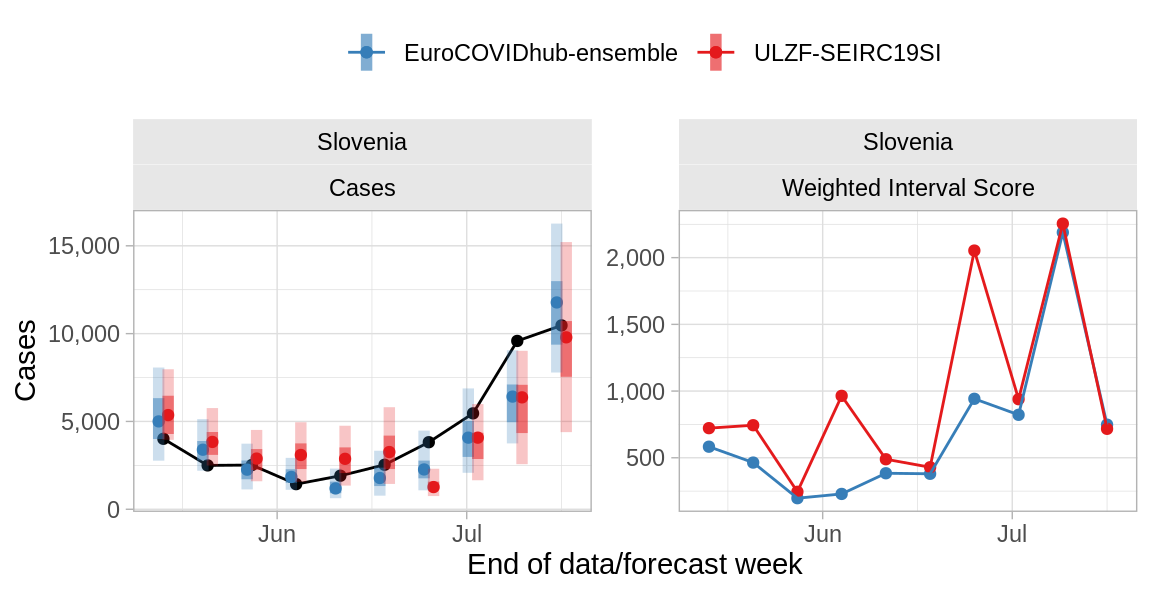 EuroCOVIDhub-ensemble ULZF-SEIRC19SI
Slovenia
Cases
Slovenia
Weighted Interval Score
Cases
15,000
10,000
5,000
0
Jun Jul
2,000
1,500
1,000
500
Jun Jul
End of data/forecast week